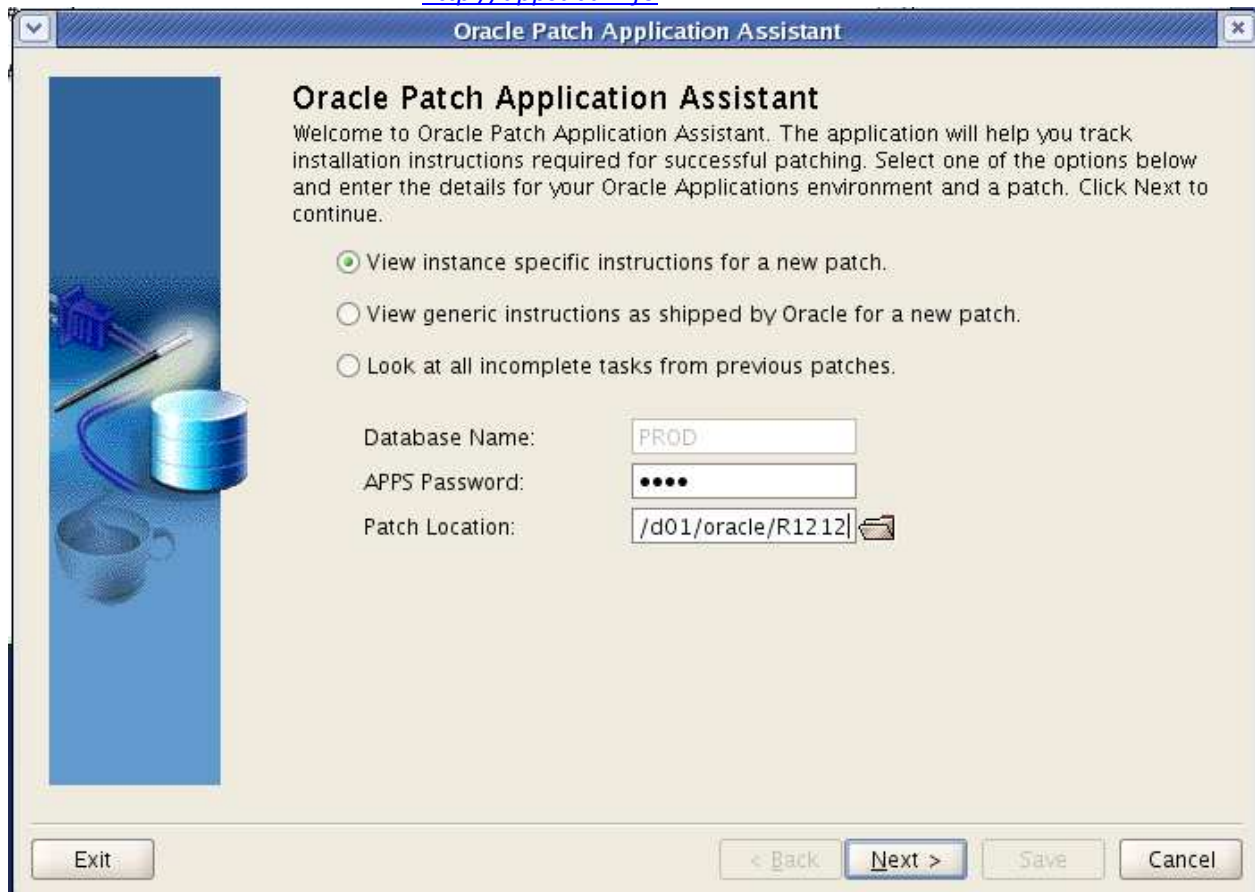 Oracle Patch Application Assistant
Oracle Patch Application Assistant
Welcome to Oracle Patch Application Assistant. The application will help you track
installation instructions required for successful patching. Select one of the options below
and enter the details for your Oracle Applications environment and a patch. Click Next to
continue.
View instance specific instructions for a new patch.
View generic instructions as shipped by Oracle for a new patch.
Look at all incomplete tasks from previous patches.
Database Name: PROD
APPS Password: ••••
Patch Location: /d01/oracle/R1212
Exit < Back Next > Save Cancel